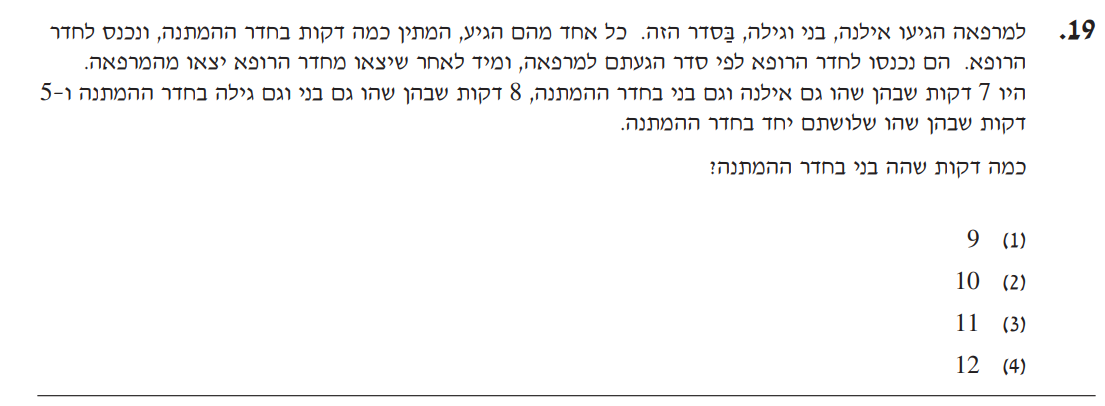 19. למרפאה הגיעו אילנה, בני וגילה, בַּסדר הזה. כל אחד מהם הגיע, המתין כמה דקות בחדר ההמתנה, ונכנס לחדר
הרופא. הם נכנסו לחדר הרופא לפי סדר הגעתם למרפאה, ומיד לאחר שיצאו מחדר הרופא יצאו מהמרפאה.
היו 7 דקות שבהן שהו גם אילנה וגם בני בחדר ההמתנה, 8 דקות שבהן שהו גם בני וגם גילה בחדר ההמתנה ו-5
דקות שבהן שהו שלושתם יחד בחדר ההמתנה.
כמה דקות שהה בני בחדר ההמתנה?
(1) 9
(2) 10
(3) 11
(4) 12